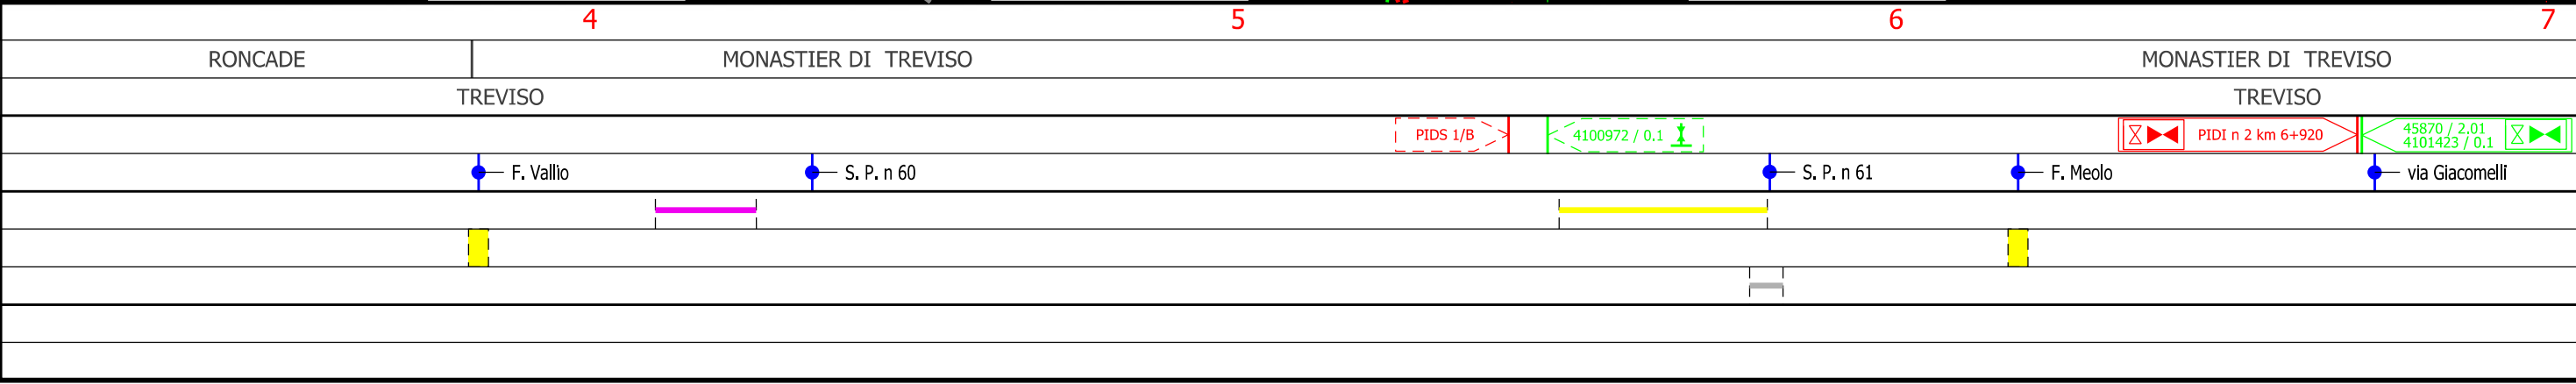 4 5 6 7
RONCADE MONASTIER DI TREVISO MONASTIER DI TREVISO
TREVISO TREVISO
PIDS 1/B 4100972 / 0.1 PIDI n 2 km 6+920 45870 / 2.01
4101423 / 0.1
F. Vallio S. P. n 60 S. P. n 61 F. Meolo via Giacomelli